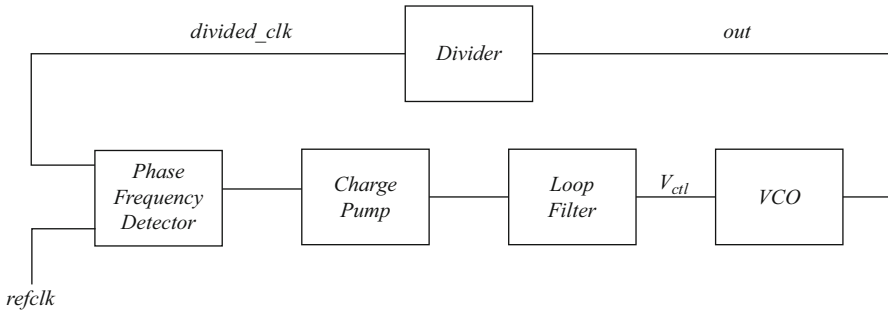 divided_clk
Divider
out
Phase
Frequency
Detector
Charge
Pump
Loop
Filter
V_ctl
VCO
refclk